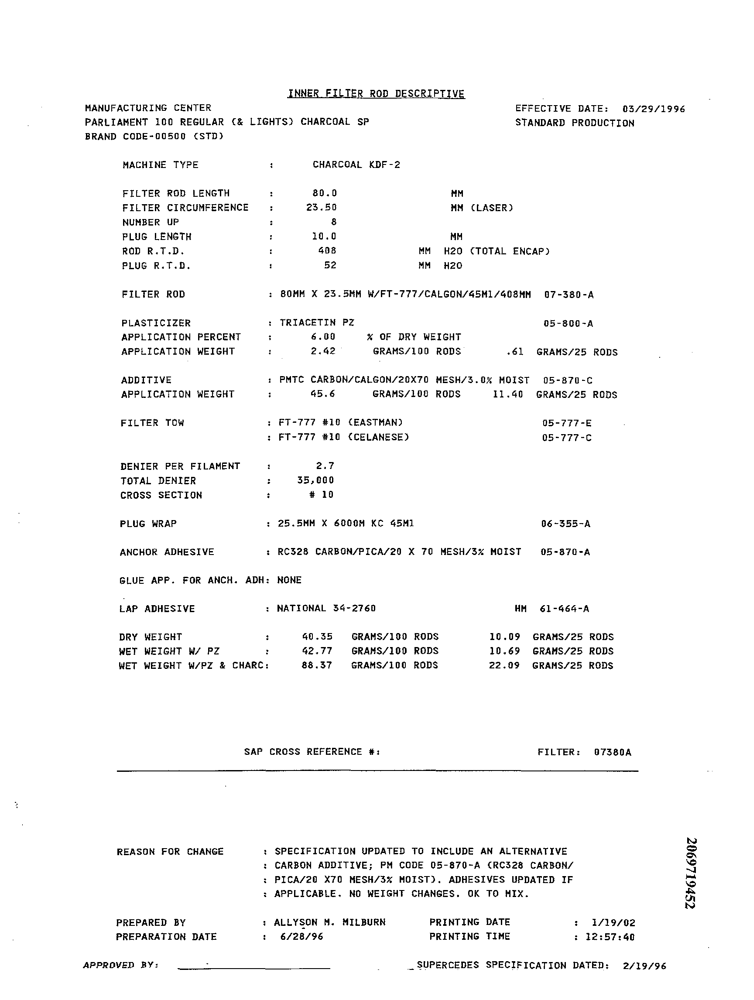 INNER FILTER ROD DESCRIPTIVE
MANUFACTURING CENTER EFFECTIVE DATE: 03/29/1996
PARLIAMENT 100 REGULAR (& LIGHTS) CHARCOAL SP STANDARD PRODUCTION
BRAND CODE-00500 (STD)
MACHINE TYPE : CHARCOAL KDF-2
FILTER ROD LENGTH : 80.0 MM
FILTER CIRCUMFERENCE : 23.50 MM (LASER)
NUMBER UP : 8
PLUG LENGTH : 10.0 MM
ROD R.T.D. : 408 MM H2O (TOTAL ENCAP)
PLUG R.T.D. : 52 MM H2O
FILTER ROD : 80MM X 23.5MM W/FT-777/CALGON/45M1/408MM 07-380-A
PLASTICIZER : TRIACETIN PZ 05-800-A
APPLICATION PERCENT : 6.00 % OF DRY WEIGHT
APPLICATION WEIGHT : 2.42 GRAMS/100 RODS .61 GRAMS/25 RODS
ADDITIVE : PMTC CARBON/CALGON/20X70 MESH/3.0% MOIST 05-870-C
APPLICATION WEIGHT : 45.6 GRAMS/100 RODS 11.40 GRAMS/25 RODS
FILTER TOW : FT-777 #10 (EASTMAN) 05-777-E
: FT-777 #10 (CELANESE) 05-777-C
DENIER PER FILAMENT : 2.7
TOTAL DENIER : 35,000
CROSS SECTION : # 10
PLUG WRAP : 25.5MM X 6000M KC 45M1 06-355-A
ANCHOR ADHESIVE : RC328 CARBON/PICA/20 X 70 MESH/3% MOIST 05-870-A
GLUE APP. FOR ANCH. ADH: NONE
LAP ADHESIVE : NATIONAL 34-2760 HM 61-464-A
DRY WEIGHT : 40.35 GRAMS/100 RODS 10.09 GRAMS/25 RODS
WET WEIGHT W/ PZ : 42.77 GRAMS/100 RODS 10.69 GRAMS/25 RODS
WET WEIGHT W/PZ & CHARC: 88.37 GRAMS/100 RODS 22.09 GRAMS/25 RODS
SAP CROSS REFERENCE #: FILTER: 07380A
REASON FOR CHANGE : SPECIFICATION UPDATED TO INCLUDE AN ALTERNATIVE
: CARBON ADDITIVE; PM CODE 05-870-A (RC328 CARBON/
: PICA/20 X70 MESH/3% MOIST). ADHESIVES UPDATED IF
: APPLICABLE. NO WEIGHT CHANGES. OK TO MIX.
2069719452
PREPARED BY : ALLYSON M. MILBURN PRINTING DATE : 1/19/02
PREPARATION DATE : 6/28/96 PRINTING TIME : 12:57:40
APPROVED BY: SUPERCEDES SPECIFICATION DATED: 2/19/96